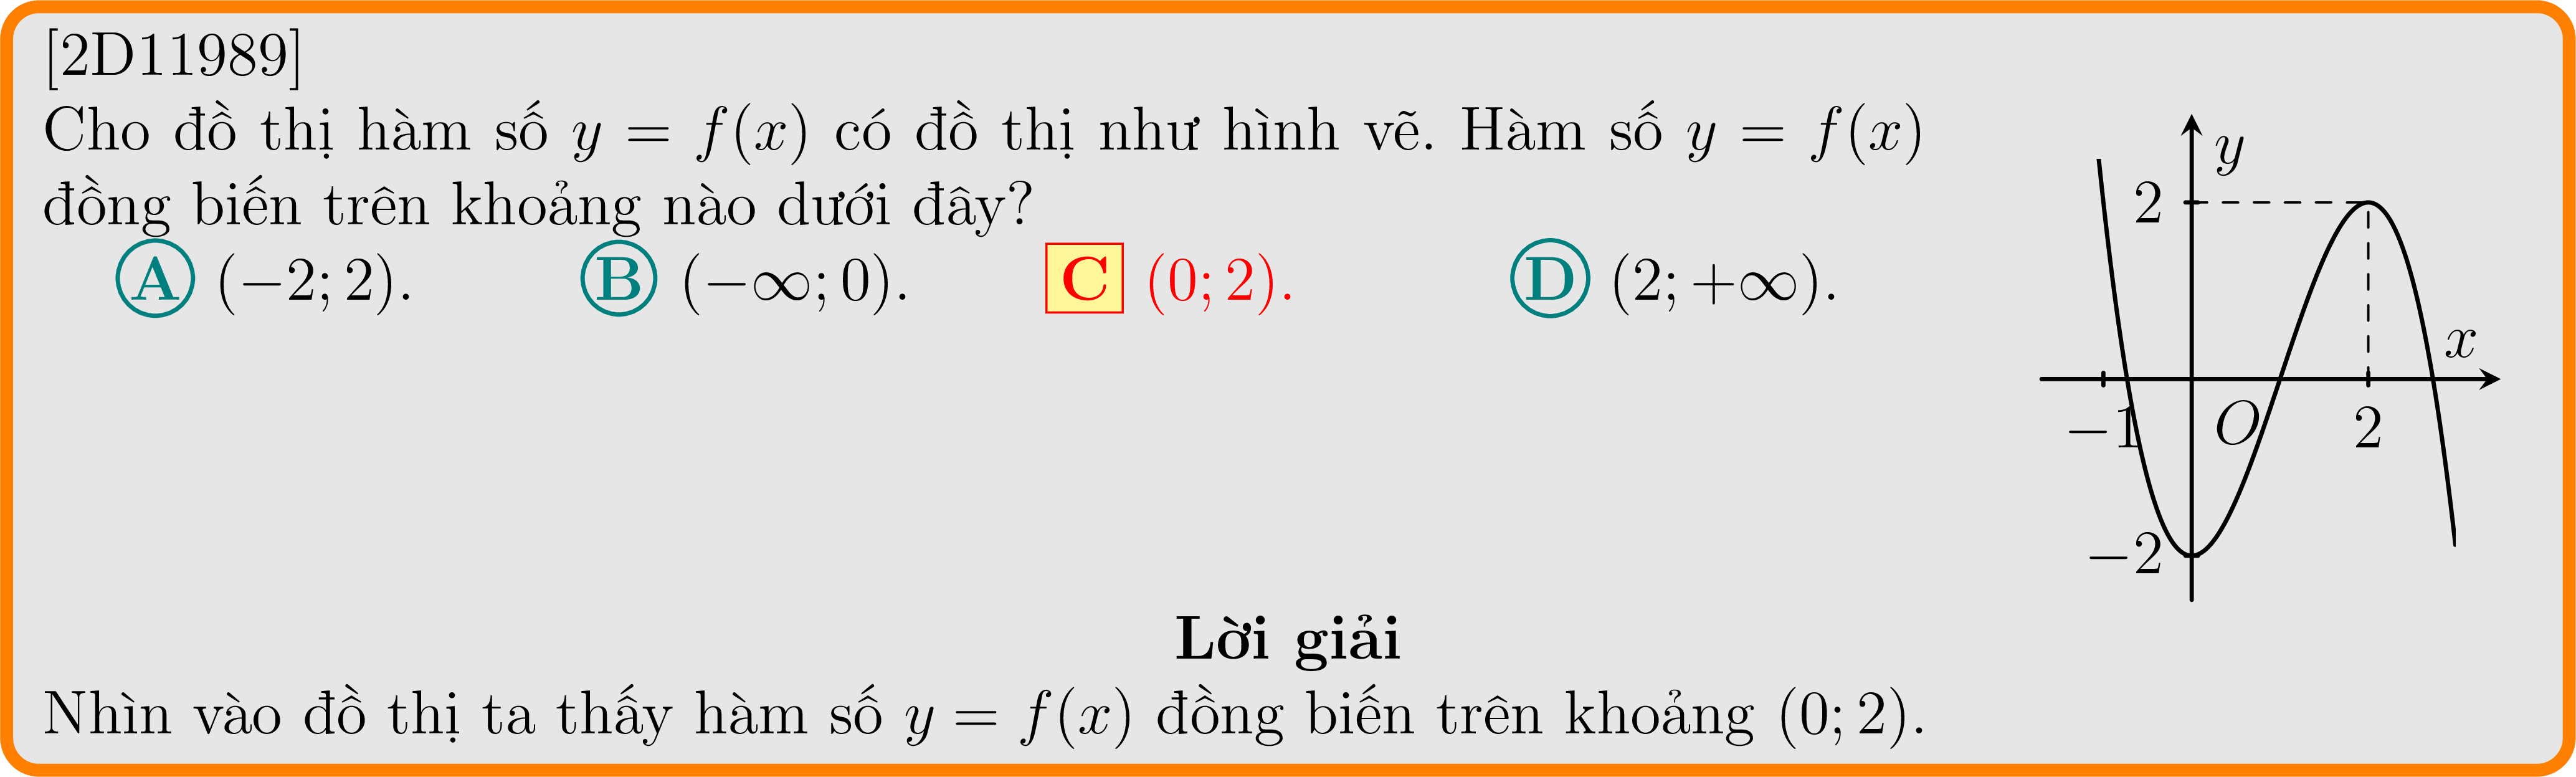 [2D11989]
Cho đồ thị hàm số y = f(x) có đồ thị như hình vẽ. Hàm số y = f(x)
đồng biến trên khoảng nào dưới đây?
A (−2; 2). B (−∞; 0). C (0; 2). D (2; +∞).
y
2
x
−1 O 2
−2
Lời giải
Nhìn vào đồ thị ta thấy hàm số y = f(x) đồng biến trên khoảng (0; 2).